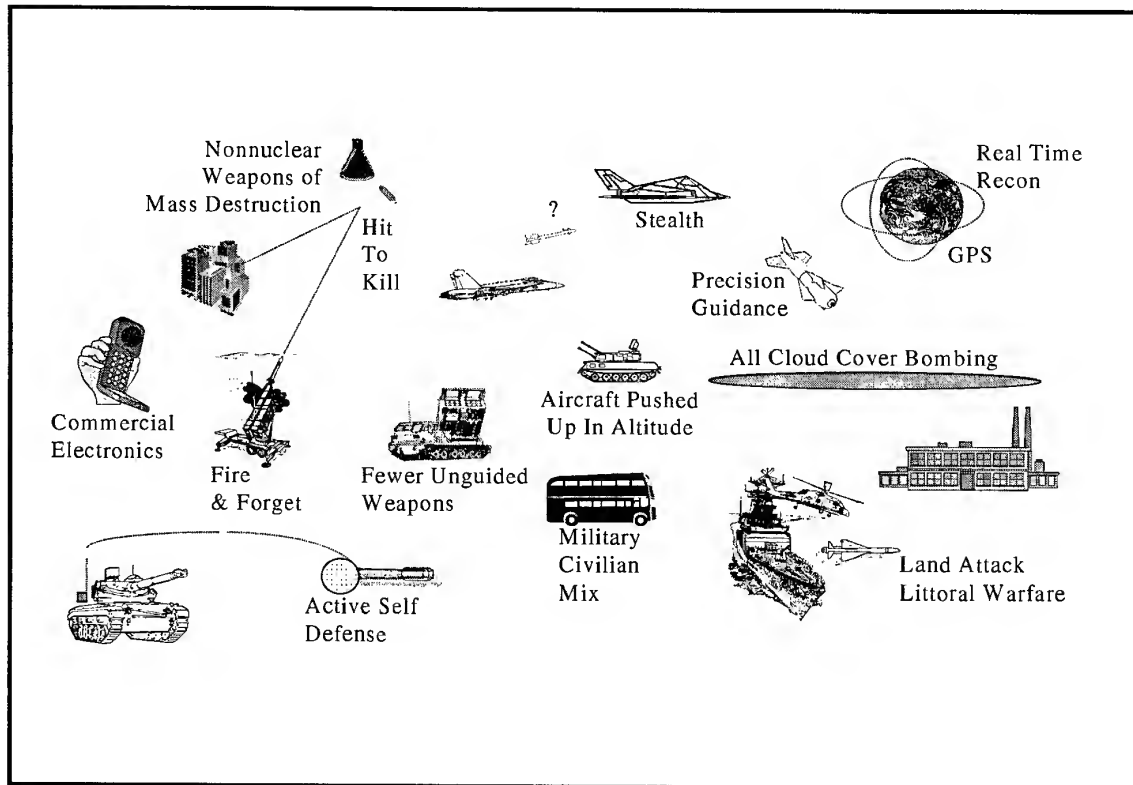 Nonnuclear
Weapons of
Mass Destruction
Hit
To
Kill
?
Stealth
Real Time
Recon
GPS
Precision
Guidance
Commercial
Electronics
Fire
& Forget
Fewer Unguided
Weapons
Aircraft Pushed
Up In Altitude
All Cloud Cover Bombing
Military
Civilian
Mix
Land Attack
Littoral Warfare
Active Self
Defense